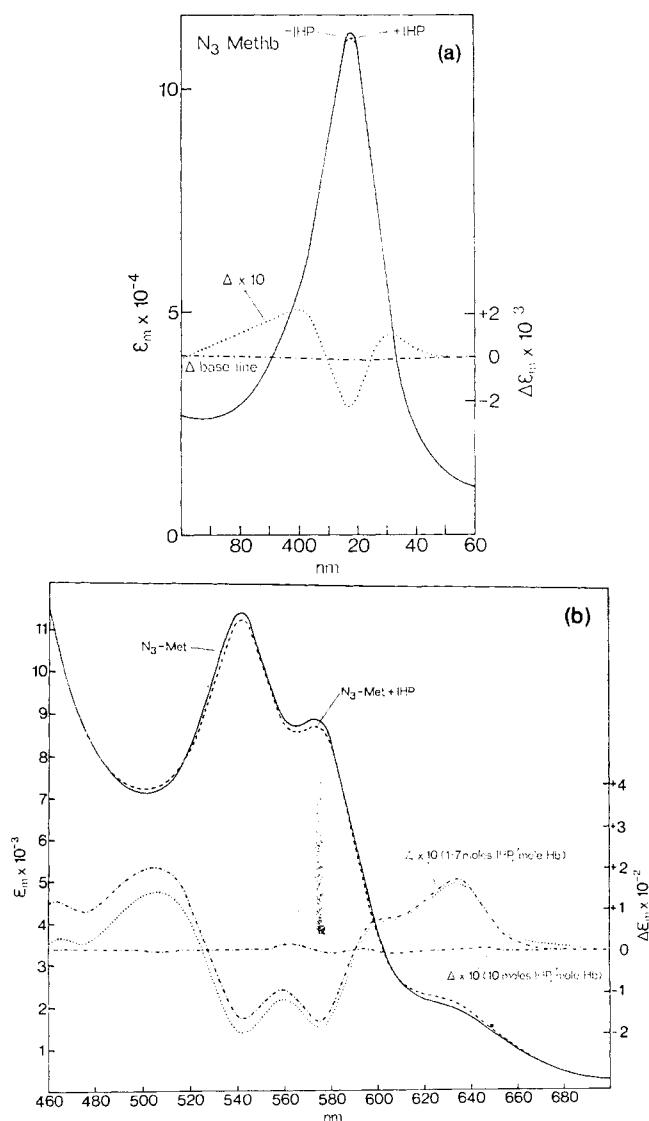 N₃ Methb
-IHP
+IHP
(a)
10
5
0
εₘ x 10⁻⁴
Δ x 10
Δ base line
+2
0
-2
Δεₘ x 10⁻³
80
400
20
40
60
nm
(b)
N₃-Met
N₃-Met + IHP
11
10
9
8
7
6
5
4
3
2
1
εₘ x 10⁻³
+4
+3
+2
+1
0
-1
-2
Δεₘ x 10⁻²
Δ x 10 (1·7 moles IHP/mole Hb)
Δ x 10 (10 moles IHP/mole Hb)
460 480 500 520 540 560 580 600 620 640 660 680
nm